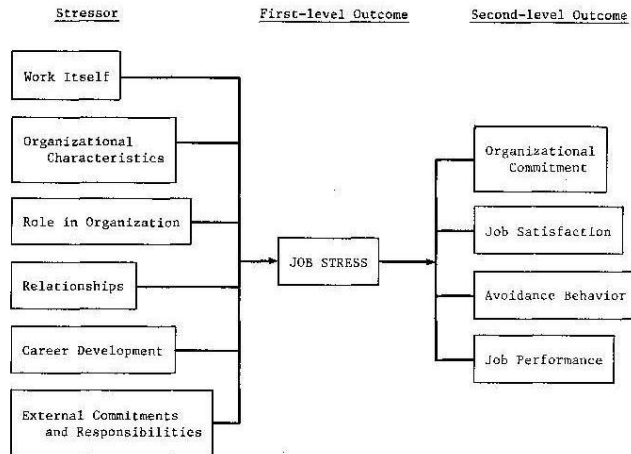 Stressor
First-level Outcome
Second-level Outcome
Work Itself
Organizational
Characteristics
Role in Organization
Relationships
Career Development
External Commitments
and Responsibilities
JOB STRESS
Organizational
Commitment
Job Satisfaction
Avoidance Behavior
Job Performance